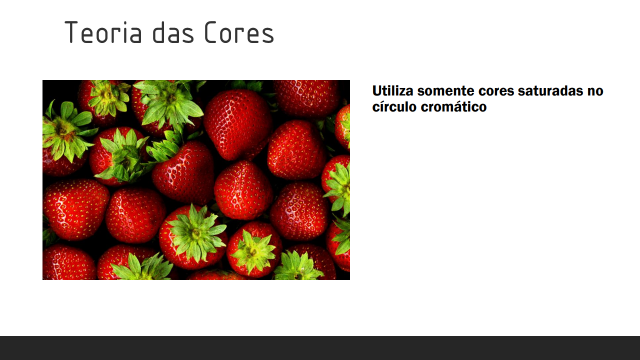 Teoria das Cores
Utiliza somente cores saturadas no
círculo cromático